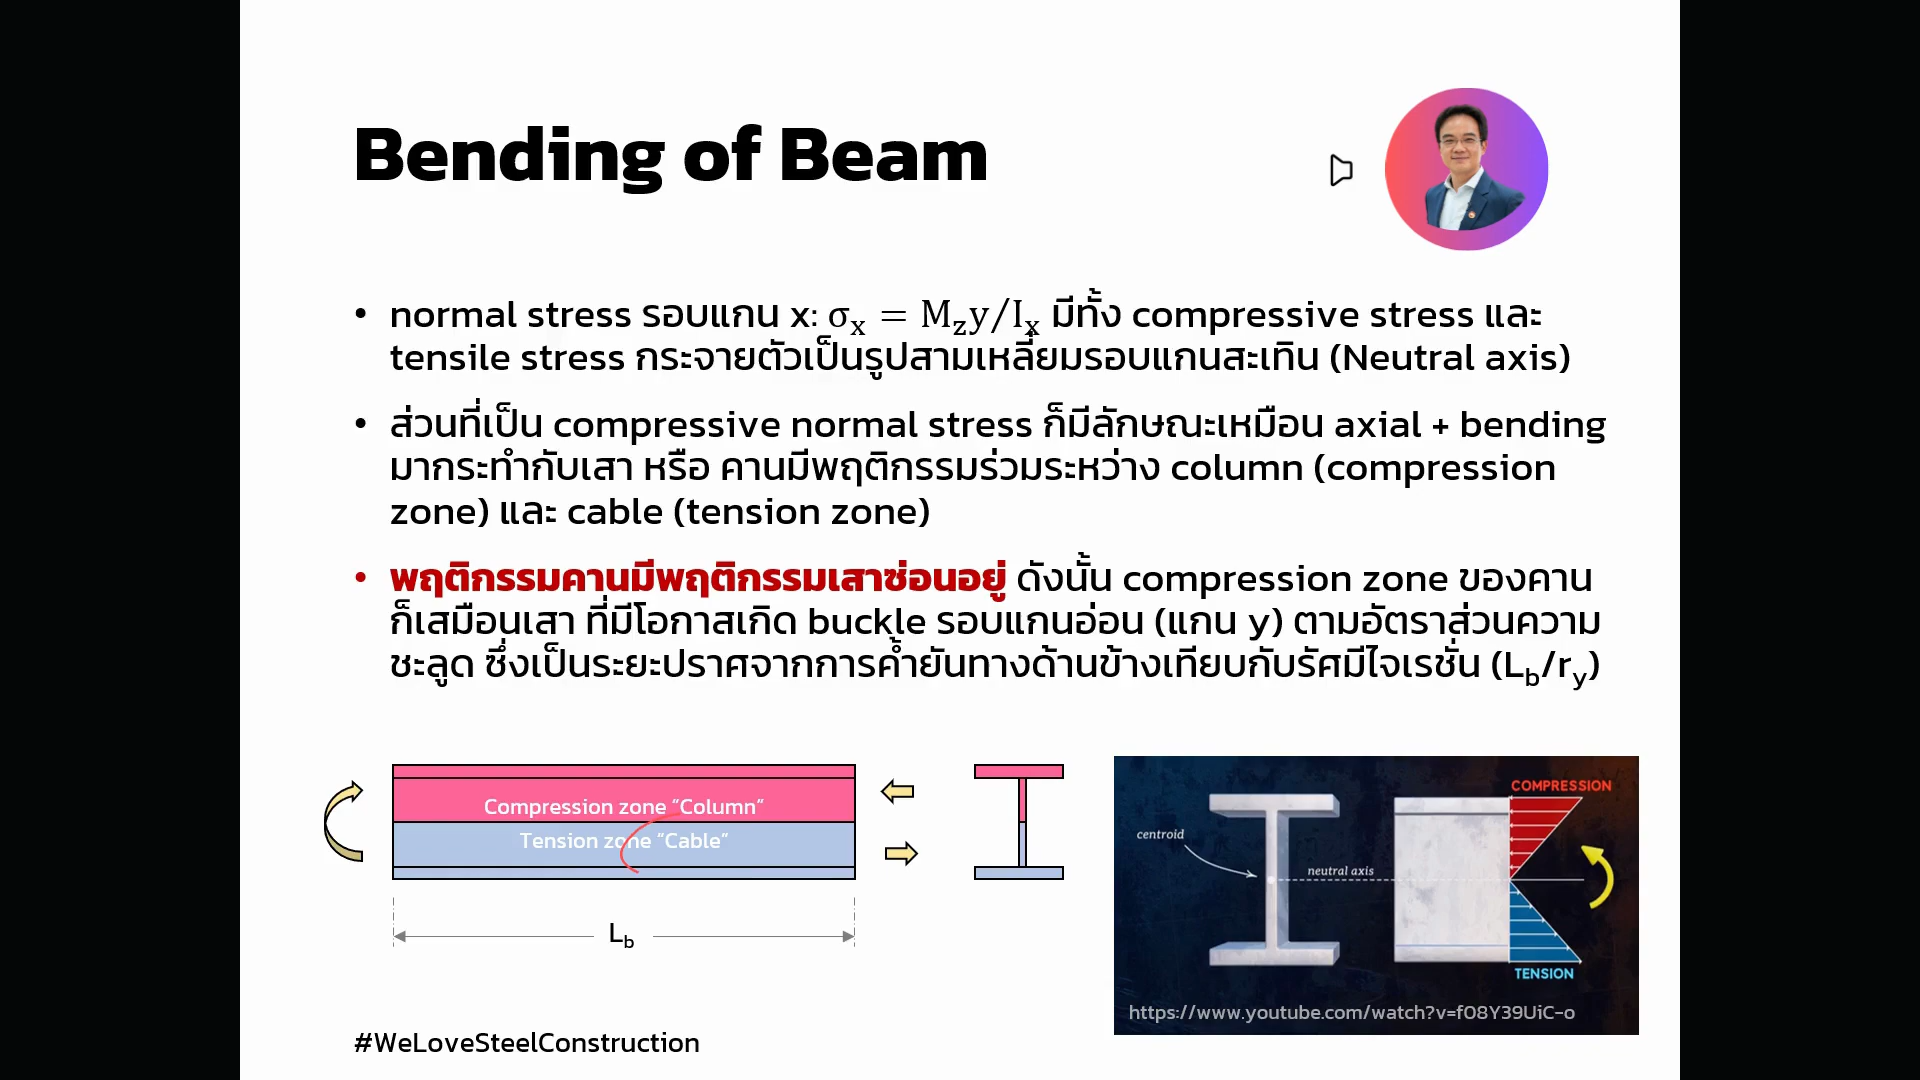 Bending of Beam
• normal stress รอบแกน x: σₓ = M_zy/Iₓ มีทั้ง compressive stress และ
tensile stress กระจายตัวเป็นรูปสามเหลี่ยมรอบแกนสะเทิน (Neutral axis)
• ส่วนที่เป็น compressive normal stress ก็มีลักษณะเหมือน axial + bending
มากระทำกับเสา หรือ คานมีพฤติกรรมร่วมระหว่าง column (compression
zone) และ cable (tension zone)
• พฤติกรรมคานมีพฤติกรรมเสาซ่อนอยู่ ดังนั้น compression zone ของคาน
ก็เสมือนเสา ที่มีโอกาสเกิด buckle รอบแกนอ่อน (แกน y) ตามอัตราส่วนความ
ชะลูด ซึ่งเป็นระยะปราศจากการค้ำยันทางด้านข้างเทียบกับรัศมีไจเรชั่น (L_b/r_y)
Compression zone “Column”
Tension zone “Cable”
L_b
COMPRESSION
centroid
neutral axis
TENSION
https://www.youtube.com/watch?v=f08Y39UiC-o
#WeLoveSteelConstruction